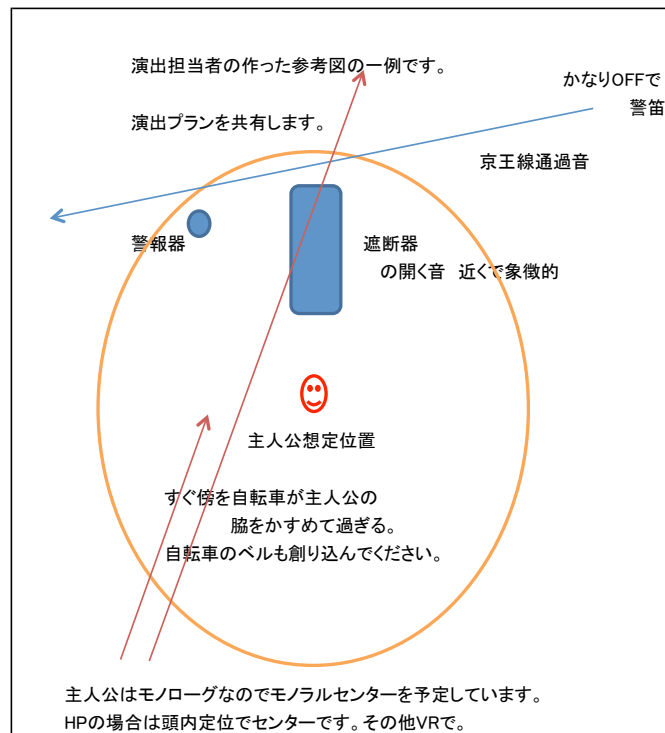 演出担当者の作った参考図の一例です。
かなりOFFで
警笛
演出プランを共有します。
京王線通過音
警報器
遮断器
の開く音 近くで象徴的
主人公想定位置
すぐ傍を自転車が主人公の
脇をかすめて過ぎる。
自転車のベルも創り込んでください。
主人公はモノローグなのでモノラルセンターを予定しています。
HPの場合は頭内定位でセンターです。その他VRで。